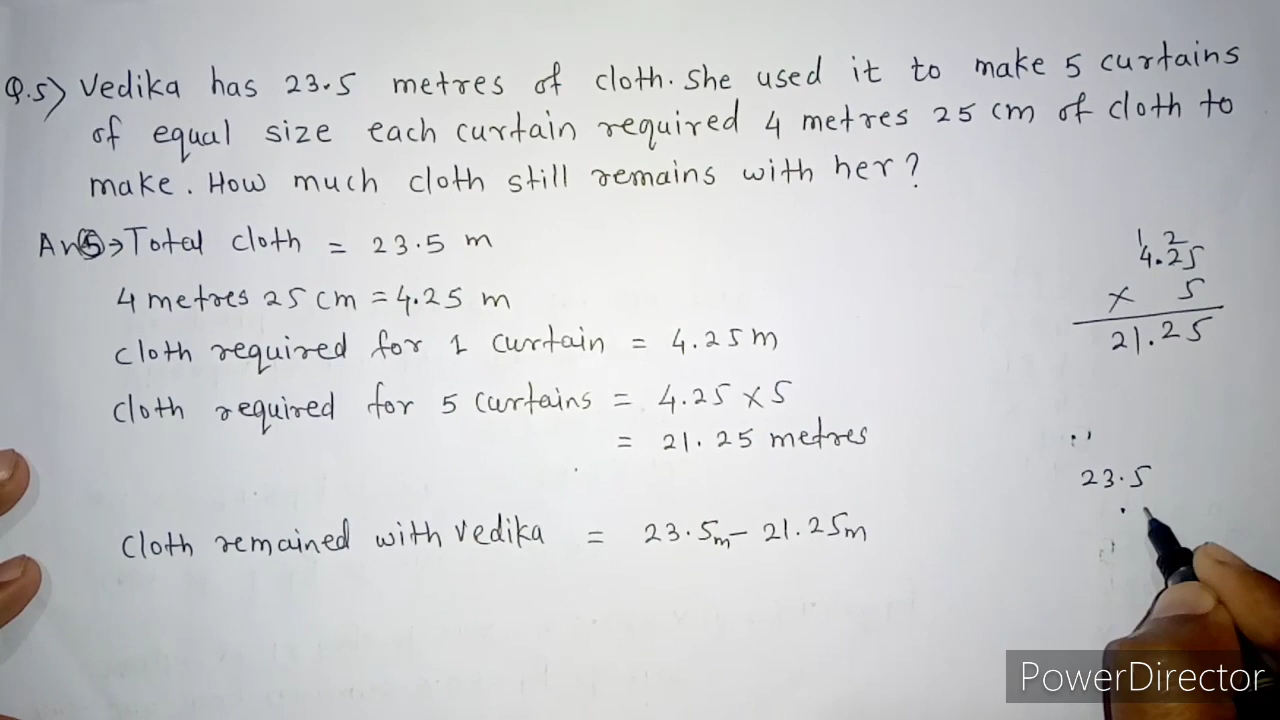 Q.5) Vedika has 23.5 metres of cloth. She used it to make 5 curtains
of equal size each curtain required 4 metres 25 cm of cloth to
make. How much cloth still remains with her?
Ans 5 → Total cloth = 23.5 m
4 metres 25 cm = 4.25 m
cloth required for 1 curtain = 4.25 m
cloth required for 5 curtains = 4.25 × 5
= 21.25 metres
cloth remained with Vedika = 23.5m − 21.25m
1 2
4.25
× 5
21.25
23.5
.
PowerDirector